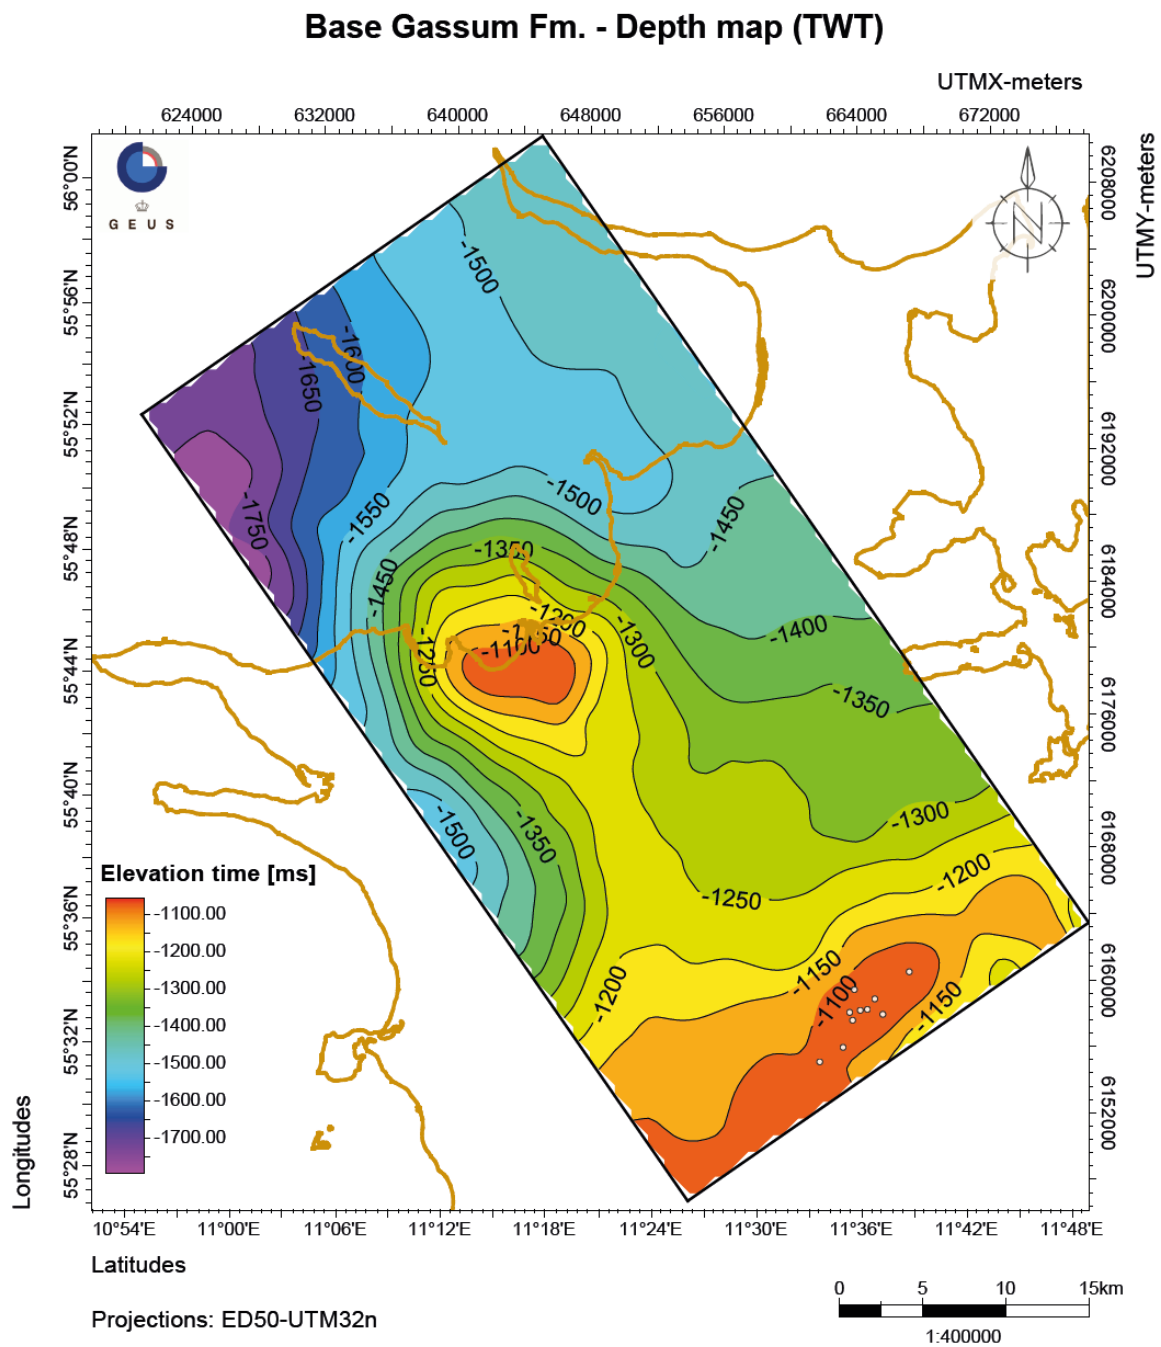 Base Gassum Fm. - Depth map (TWT)
UTMX-meters
624000 632000 640000 648000 656000 664000 672000
UTMY-meters
6208000
6200000
6192000
6184000
6176000
6168000
6160000
6152000
56°00'N
55°56'N
55°52'N
55°48'N
55°44'N
55°40'N
55°36'N
55°32'N
55°28'N
GEUS
N
-1500
-1600
-1650
-1750
-1550
-1500
-1450
-1450
-1350
-1200
-1150
-1100
-1250
-1300
-1400
-1350
-1500
-1350
-1300
-1250
-1200
-1200
-1150
-1100
-1150
Elevation time [ms]
-1100.00
-1200.00
-1300.00
-1400.00
-1500.00
-1600.00
-1700.00
Longitudes
10°54'E 11°00'E 11°06'E 11°12'E 11°18'E 11°24'E 11°30'E 11°36'E 11°42'E 11°48'E
Latitudes
Projections: ED50-UTM32n
0 5 10 15km
1:400000